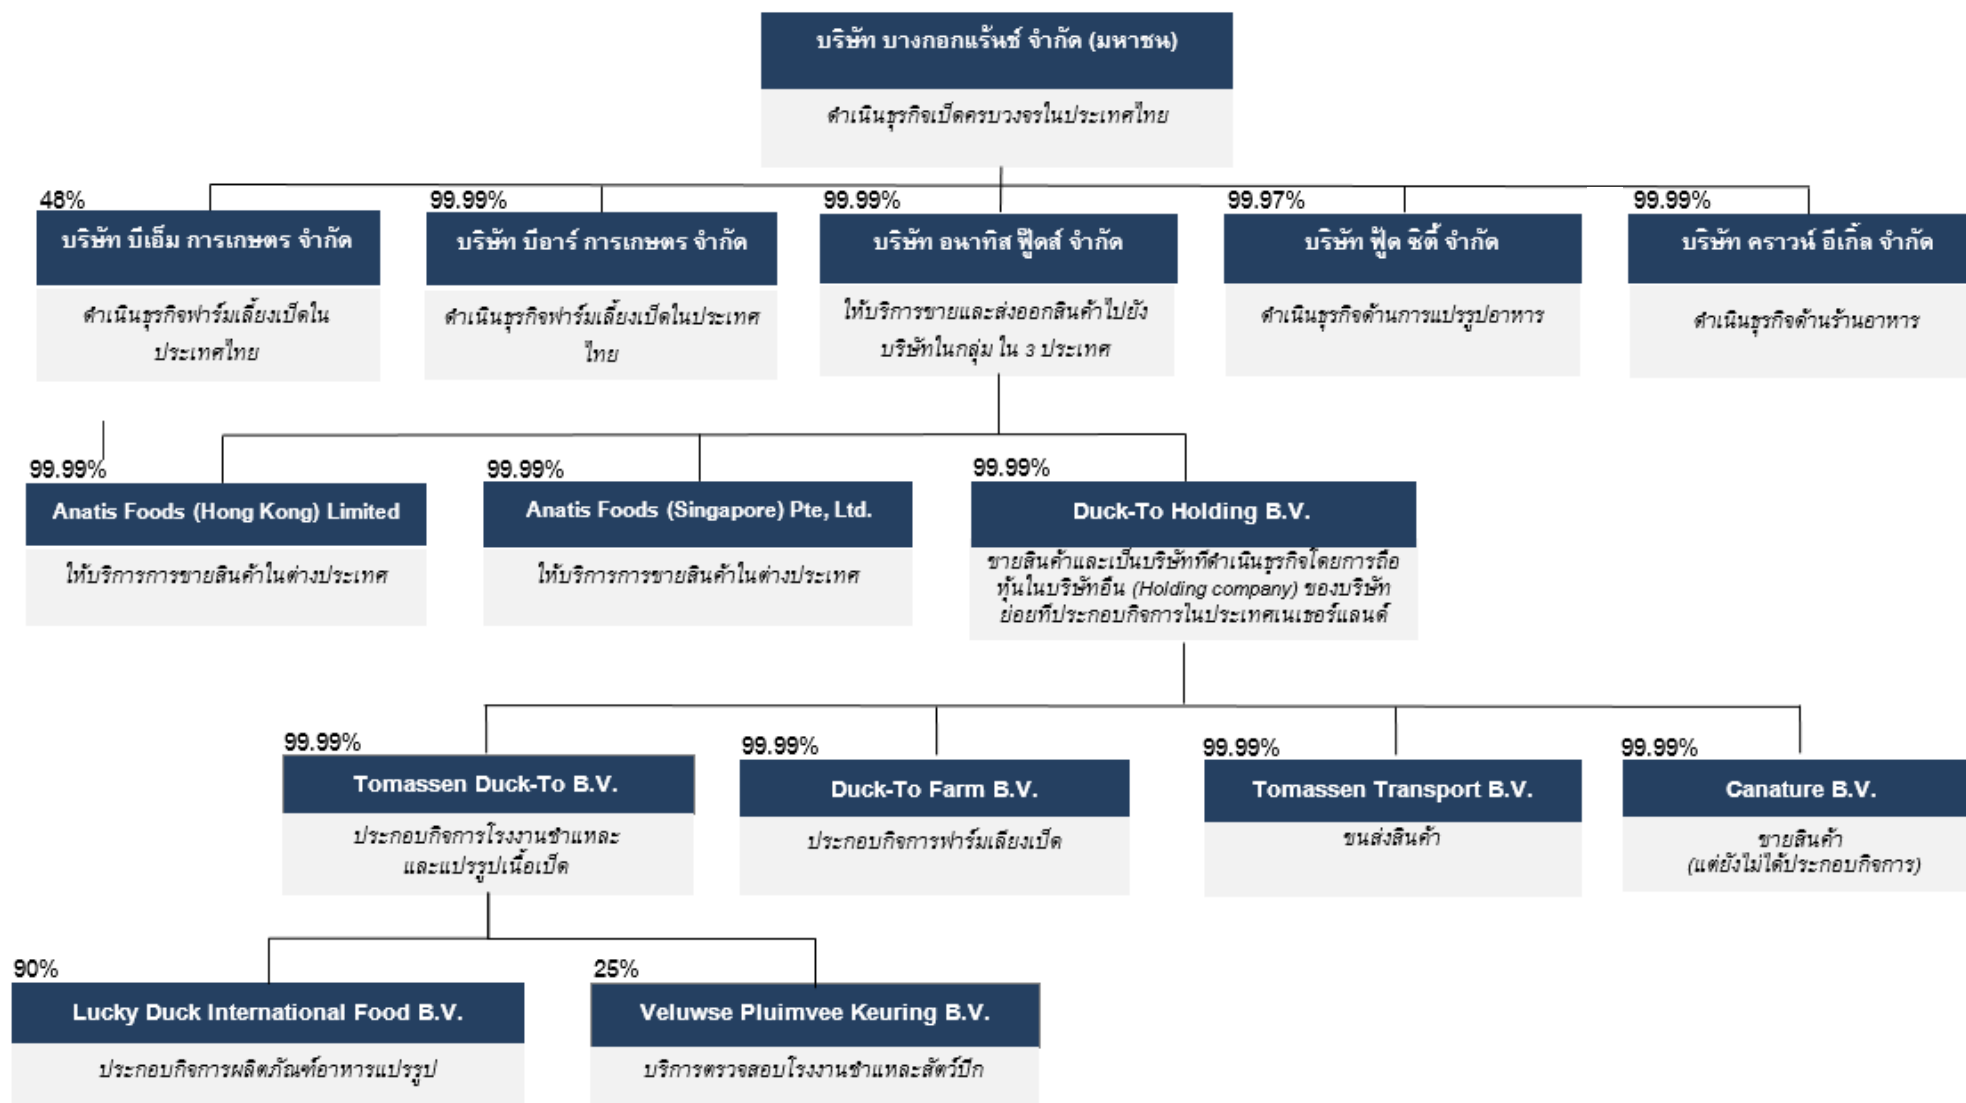 บริษัท บางกอกแร้นช์ จำกัด (มหาชน)
ดำเนินธุรกิจเป็ดครบวงจรในประเทศไทย
48%
บริษัท บีเอ็ม การเกษตร จำกัด
ดำเนินธุรกิจฟาร์มเลี้ยงเป็ดใน
ประเทศไทย
99.99%
บริษัท บีอาร์ การเกษตร จำกัด
ดำเนินธุรกิจฟาร์มเลี้ยงเป็ดในประเทศ
ไทย
99.99%
บริษัท อนาทิส ฟู้ดส์ จำกัด
ให้บริการขายและส่งออกสินค้าไปยัง
บริษัทในกลุ่ม ใน 3 ประเทศ
99.97%
บริษัท ฟู้ด ซิตี้ จำกัด
ดำเนินธุรกิจด้านการแปรรูปอาหาร
99.99%
บริษัท คราวน์ อีเกิ้ล จำกัด
ดำเนินธุรกิจด้านร้านอาหาร
99.99%
Anatis Foods (Hong Kong) Limited
ให้บริการการขายสินค้าในต่างประเทศ
99.99%
Anatis Foods (Singapore) Pte, Ltd.
ให้บริการการขายสินค้าในต่างประเทศ
99.99%
Duck-To Holding B.V.
ขายสินค้าและเป็นบริษัทที่ดำเนินธุรกิจโดยการถือ
หุ้นในบริษัทอื่น (Holding company) ของบริษัท
ย่อยที่ประกอบกิจการในประเทศเนเธอร์แลนด์
99.99%
Tomassen Duck-To B.V.
ประกอบกิจการโรงงานชำแหละ
และแปรรูปเนื้อเป็ด
99.99%
Duck-To Farm B.V.
ประกอบกิจการฟาร์มเลี้ยงเป็ด
99.99%
Tomassen Transport B.V.
ขนส่งสินค้า
99.99%
Canature B.V.
ขายสินค้า
(แต่ยังไม่ได้ประกอบกิจการ)
90%
Lucky Duck International Food B.V.
ประกอบกิจการผลิตภัณฑ์อาหารแปรรูป
25%
Veluwse Pluimvee Keuring B.V.
บริการตรวจสอบโรงงานชำแหละสัตว์ปีก